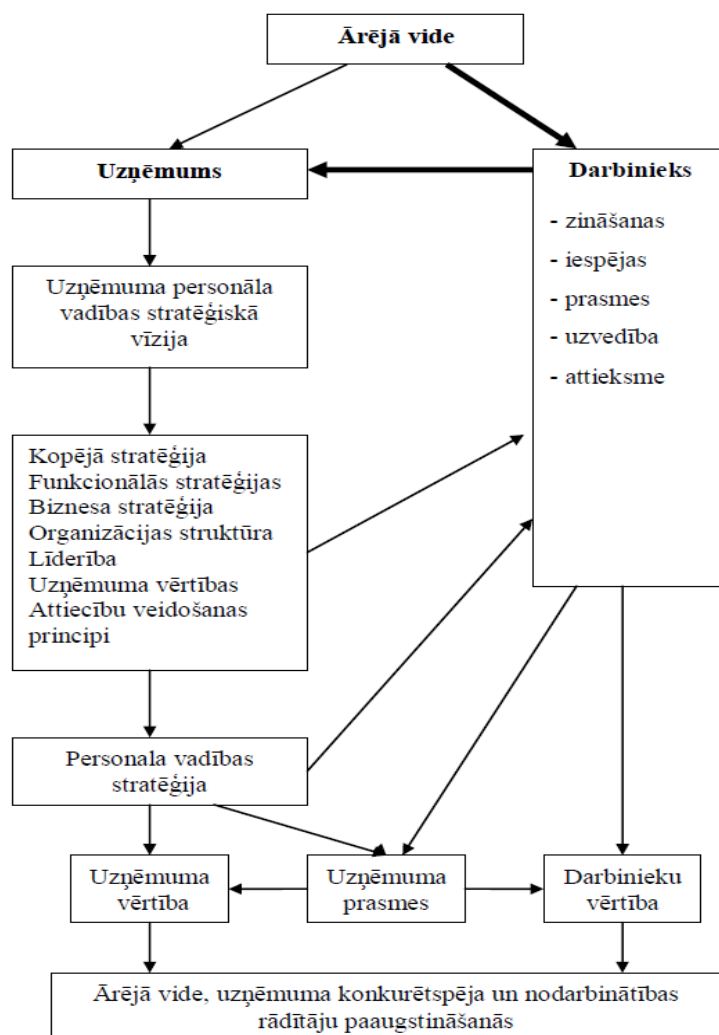 Ārējā vide
Uzņēmums
Darbinieks
- zināšanas
- iespējas
- prasmes
- uzvedība
- attieksme
Uzņēmuma personāla
vadības stratēģiskā
vīzija
Kopējā stratēģija
Funkcionālās stratēģijas
Biznesa stratēģija
Organizācijas struktūra
Līderība
Uzņēmuma vērtības
Attiecību veidošanas
principi
Personala vadības
stratēģija
Uzņēmuma
vērtība
Uzņēmuma
prasmes
Darbinieku
vērtība
Ārējā vide, uzņēmuma konkurētspēja un nodarbinātības
rādītāju paaugstināšanās